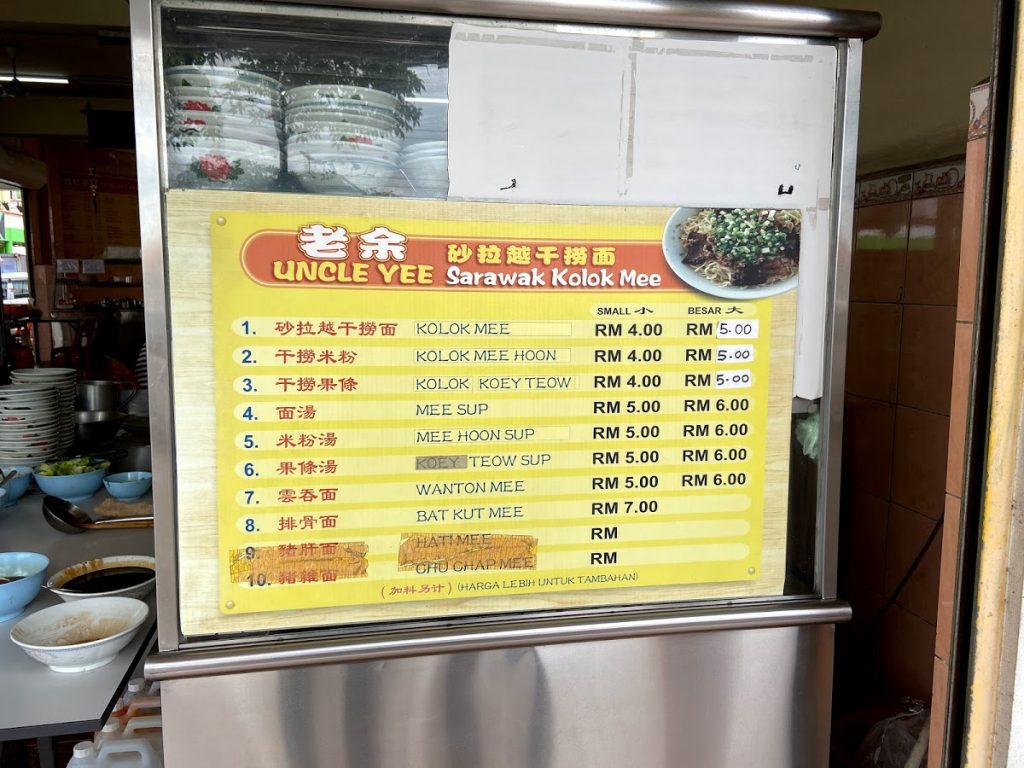 老余 砂拉越干捞面
UNCLE YEE Sarawak Kolok Mee
SMALL 小 BESAR 大
1. 砂拉越干捞面 KOLOK MEE RM 4.00 RM 5.00
2. 干捞米粉 KOLOK MEE HOON RM 4.00 RM 5.00
3. 干捞果條 KOLOK KOEY TEOW RM 4.00 RM 5.00
4. 面湯 MEE SUP RM 5.00 RM 6.00
5. 米粉湯 MEE HOON SUP RM 5.00 RM 6.00
6. 果條湯 KOEY TEOW SUP RM 5.00 RM 6.00
7. 雲吞面 WANTON MEE RM 5.00 RM 6.00
8. 排骨面 BAT KUT MEE RM 7.00
9. 豬肝面 HATI MEE RM
10. 豬雜面 CHU CHAP MEE RM
(加料另计) (HARGA LEBIH UNTUK TAMBAHAN)